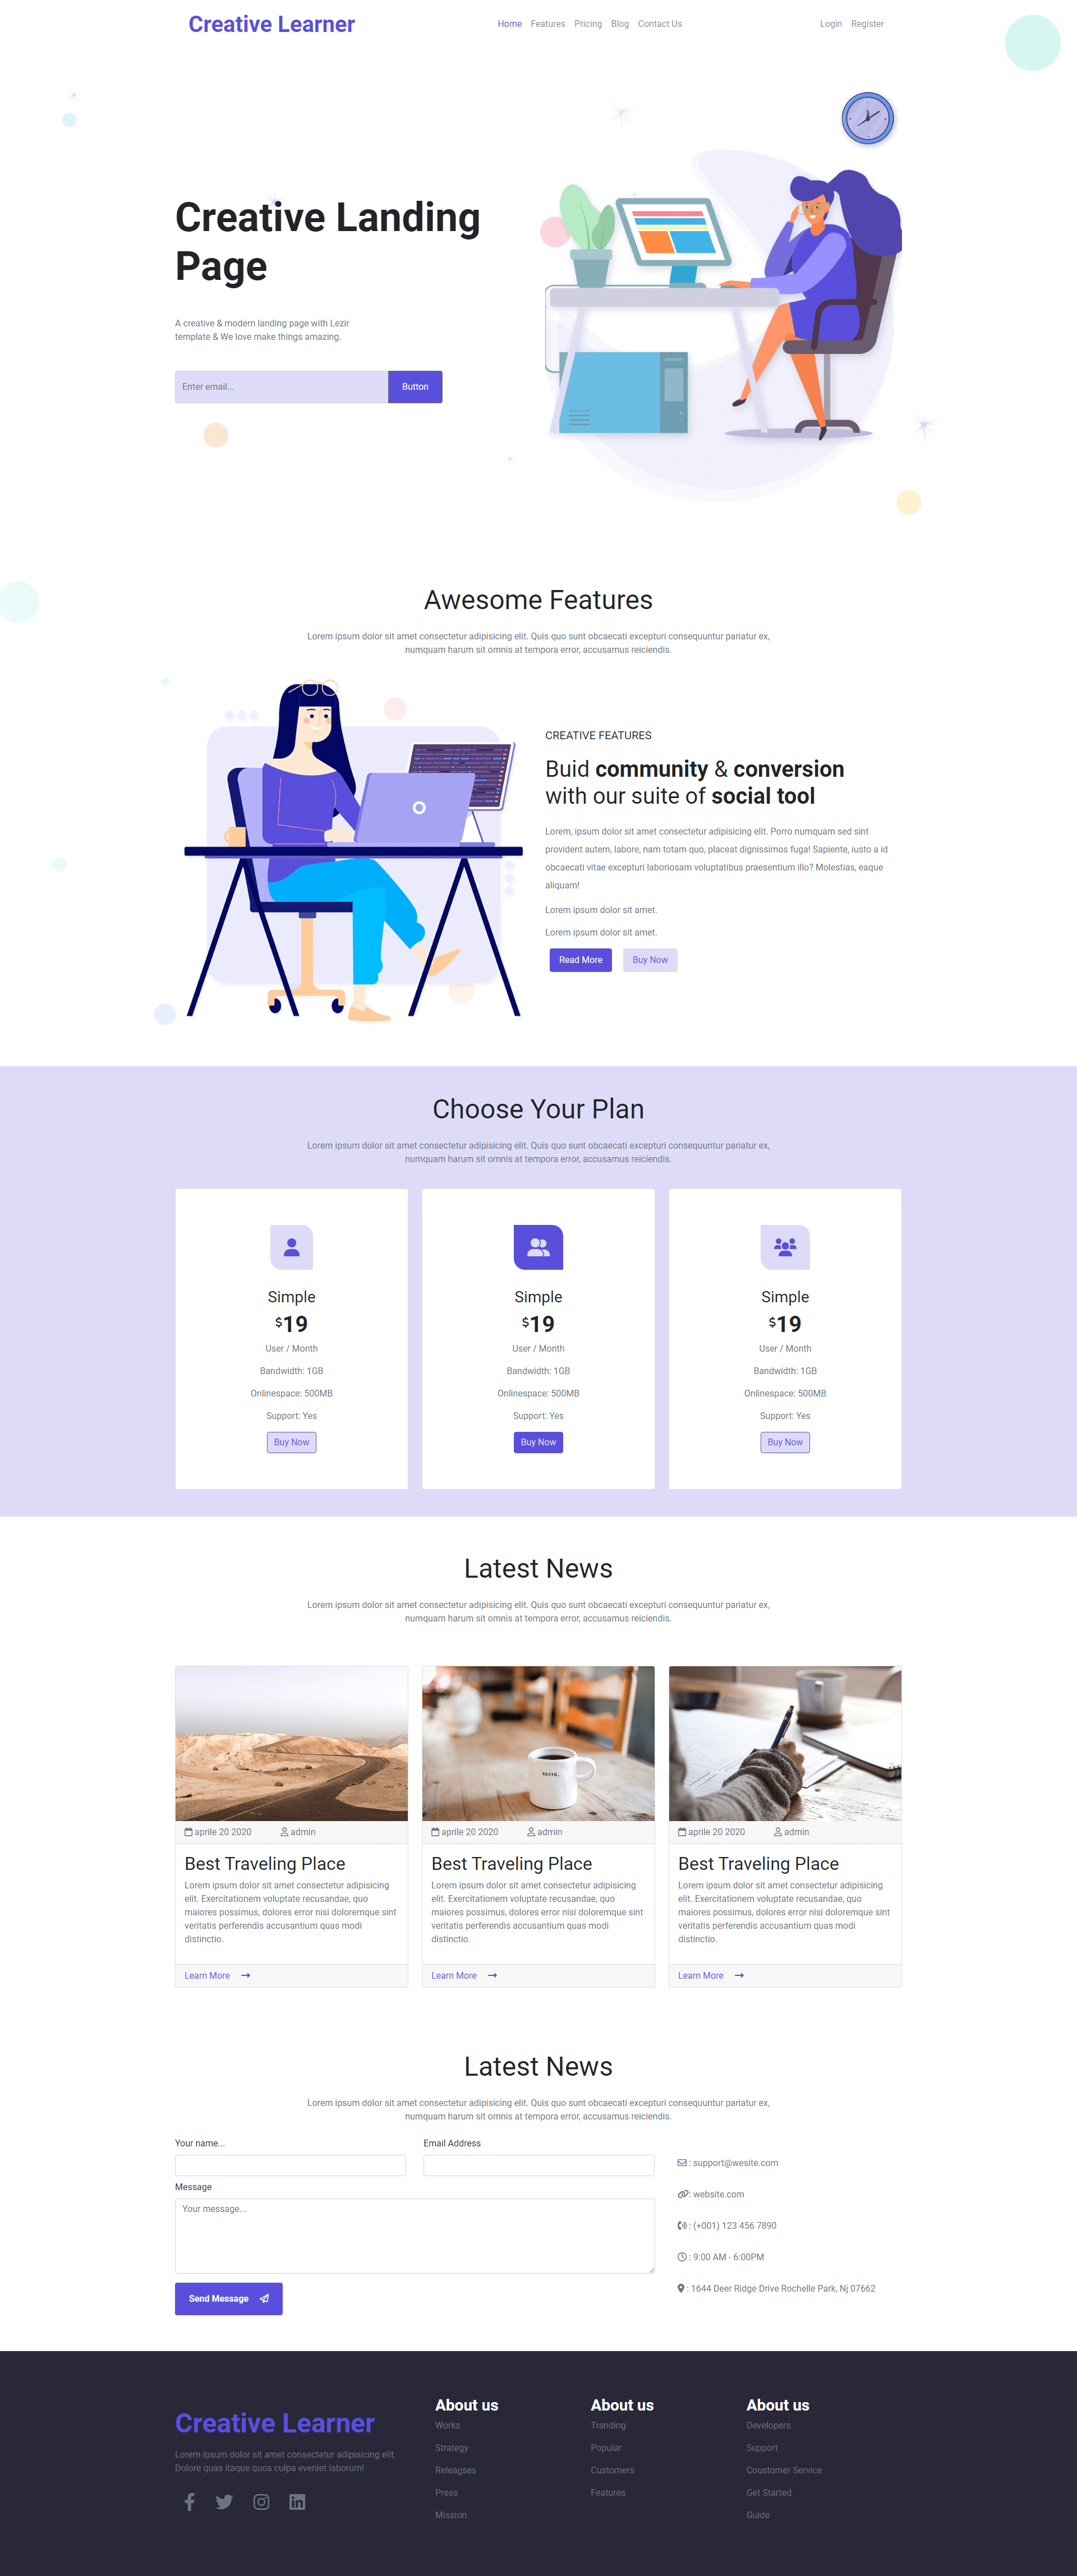 Creative Learner
Home Features Pricing Blog Contact Us
Login Register
Creative Landing
Page
A creative & modern landing page with Lezir
template & We love make things amazing.
Enter email...
Button
Awesome Features
Lorem ipsum dolor sit amet consectetur adipisicing elit. Quis quo sunt obcaecati excepturi consequuntur pariatur ex,
numquam harum sit omnis at tempora error, accusamus reiciendis.
CREATIVE FEATURES
Buid community & conversion
with our suite of social tool
Lorem, ipsum dolor sit amet consectetur adipisicing elit. Porro numquam sed sint
provident autem, labore, nam totam quo, placeat dignissimos fuga! Sapiente, iusto a id
obcaecati vitae excepturi laboriosam voluptatibus praesentium illo? Molestias, eaque
aliquam!
Lorem ipsum dolor sit amet.
Lorem ipsum dolor sit amet.
Read More
Buy Now
Choose Your Plan
Lorem ipsum dolor sit amet consectetur adipisicing elit. Quis quo sunt obcaecati excepturi consequuntur pariatur ex,
numquam harum sit omnis at tempora error, accusamus reiciendis.
Simple
$19
User / Month
Bandwidth: 1GB
Onlinespace: 500MB
Support: Yes
Buy Now
Simple
$19
User / Month
Bandwidth: 1GB
Onlinespace: 500MB
Support: Yes
Buy Now
Simple
$19
User / Month
Bandwidth: 1GB
Onlinespace: 500MB
Support: Yes
Buy Now
Latest News
Lorem ipsum dolor sit amet consectetur adipisicing elit. Quis quo sunt obcaecati excepturi consequuntur pariatur ex,
numquam harum sit omnis at tempora error, accusamus reiciendis.
aprile 20 2020 admin
Best Traveling Place
Lorem ipsum dolor sit amet consectetur adipisicing
elit. Exercitationem voluptate recusandae, quo
maiores possimus, dolores error nisi doloremque sint
veritatis perferendis accusantium quas modi
distinctio.
Learn More
aprile 20 2020 admin
Best Traveling Place
Lorem ipsum dolor sit amet consectetur adipisicing
elit. Exercitationem voluptate recusandae, quo
maiores possimus, dolores error nisi doloremque sint
veritatis perferendis accusantium quas modi
distinctio.
Learn More
aprile 20 2020 admin
Best Traveling Place
Lorem ipsum dolor sit amet consectetur adipisicing
elit. Exercitationem voluptate recusandae, quo
maiores possimus, dolores error nisi doloremque sint
veritatis perferendis accusantium quas modi
distinctio.
Learn More
Latest News
Lorem ipsum dolor sit amet consectetur adipisicing elit. Quis quo sunt obcaecati excepturi consequuntur pariatur ex,
numquam harum sit omnis at tempora error, accusamus reiciendis.
Your name...
Email Address
Message
Your message...
Send Message
: support@wesite.com
: website.com
: (+001) 123 456 7890
: 9:00 AM - 6:00PM
: 1644 Deer Ridge Drive Rochelle Park, Nj 07662
Creative Learner
Lorem ipsum dolor sit amet consectetur adipisicing elit.
Dolore quas itaque quos culpa eveniet laborum!
About us
Works
Strategy
Releagses
Press
Mission
About us
Tranding
Popular
Customers
Features
About us
Developers
Support
Coustomer Service
Get Started
Guide